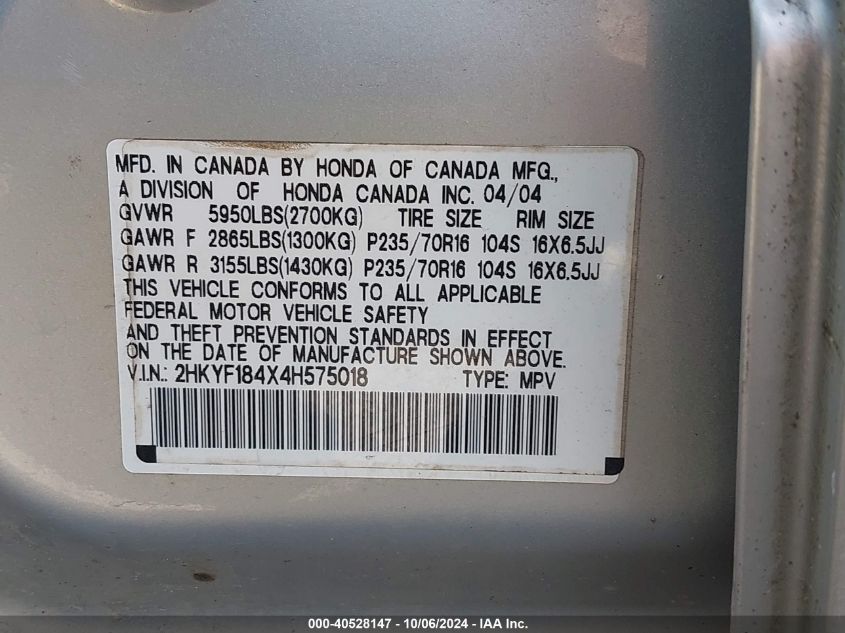 MFD. IN CANADA BY HONDA OF CANADA MFG.,
A DIVISION OF HONDA CANADA INC. 04/04
GVWR 5950LBS(2700KG) TIRE SIZE RIM SIZE
GAWR F 2865LBS(1300KG) P235/70R16 104S 16X6.5JJ
GAWR R 3155LBS(1430KG) P235/70R16 104S 16X6.5JJ
THIS VEHICLE CONFORMS TO ALL APPLICABLE
FEDERAL MOTOR VEHICLE SAFETY
AND THEFT PREVENTION STANDARDS IN EFFECT
ON THE DATE OF MANUFACTURE SHOWN ABOVE.
V.I.N.: 2HKYF184X4H575018 TYPE: MPV
000-40528147 - 10/06/2024 - IAA Inc.